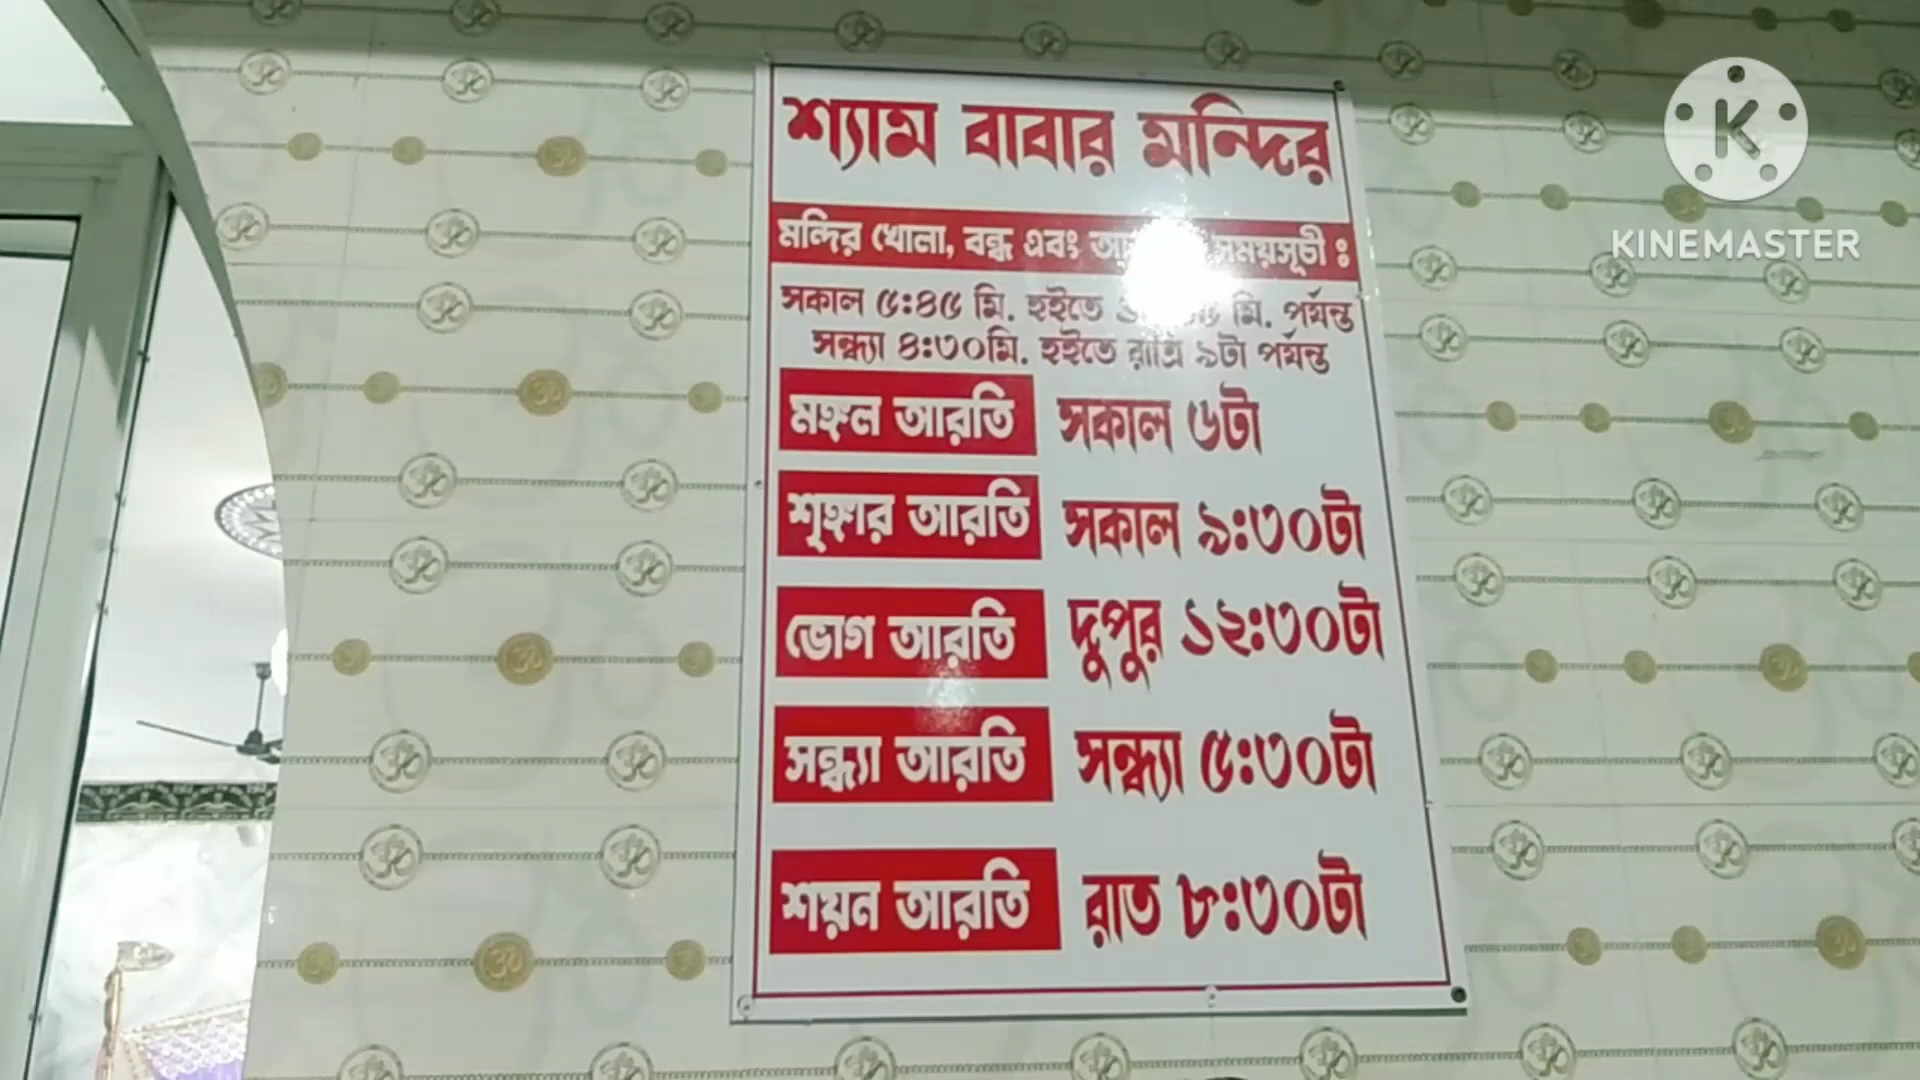 শ্যাম বাবার মন্দির
মন্দির খোলা, বন্ধ এবং সময়সূচী :
সকাল ৫:৪৫ মি. হইতে মি. পর্যন্ত
সন্ধ্যা ৪:৩০মি. হইতে রাত্রি ৯টা পর্যন্ত
মঙ্গল আরতি সকাল ৬টা
শৃঙ্গার আরতি সকাল ৯:৩০টা
ভোগ আরতি দুপুর ১২:৩০টা
সন্ধ্যা আরতি সন্ধ্যা ৫:৩০টা
শয়ন আরতি রাত ৮:৩০টা
K
KINEMASTER